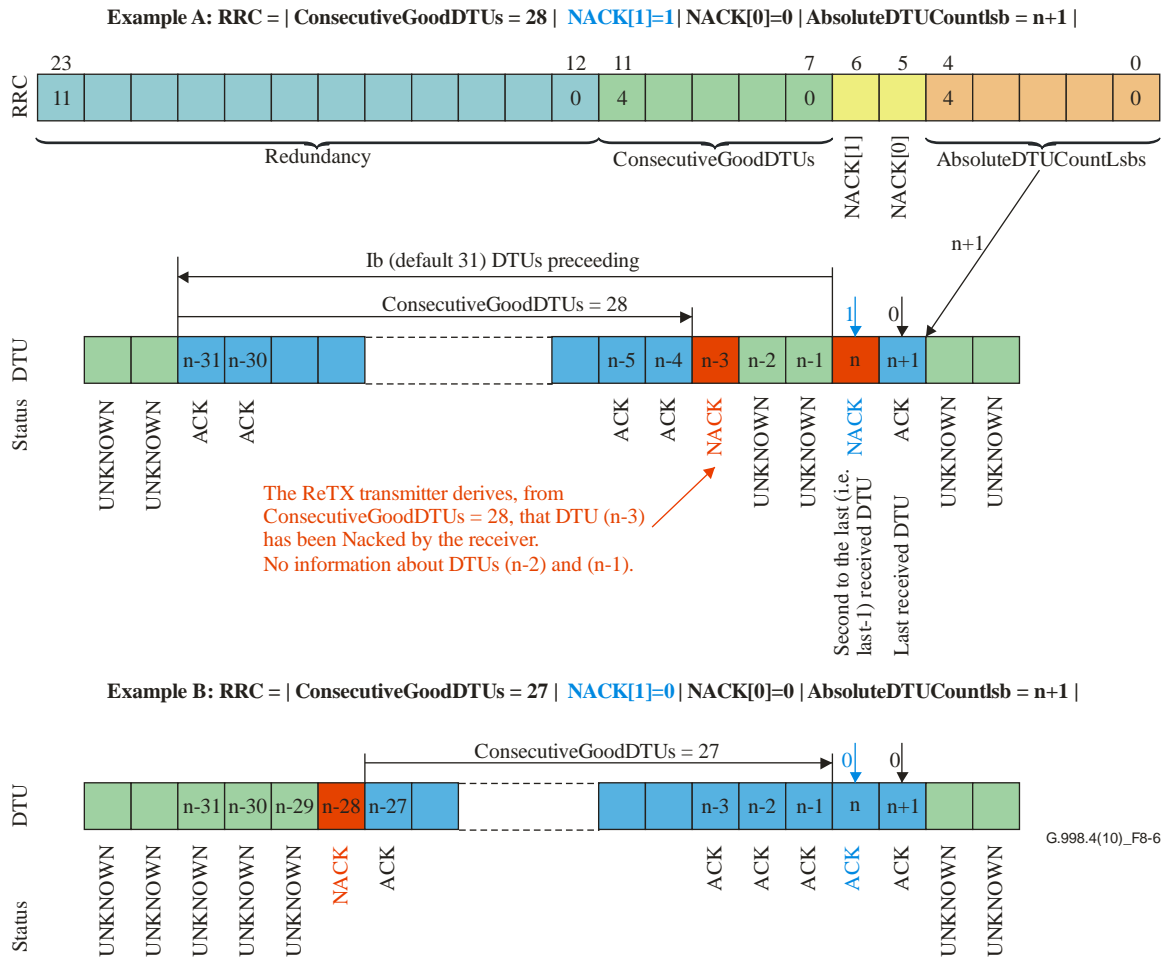 Example A: RRC = | ConsecutiveGoodDTUs = 28 | NACK[1]=1 | NACK[0]=0 | AbsoluteDTUCountlsb = n+1 |
23 12 11 7 6 5 4 0
RRC
11 0 4 0 4 0
Redundancy
ConsecutiveGoodDTUs
NACK[1]
NACK[0]
AbsoluteDTUCountLsbs
n+1
Ib (default 31) DTUs preceeding
ConsecutiveGoodDTUs = 28
1 0
DTU
n-31 n-30 n-5 n-4 n-3 n-2 n-1 n n+1
Status
UNKNOWN
UNKNOWN
ACK
ACK
ACK
ACK
NACK
UNKNOWN
UNKNOWN
NACK
ACK
UNKNOWN
UNKNOWN
The ReTX transmitter derives, from
ConsecutiveGoodDTUs = 28, that DTU (n-3)
has been Nacked by the receiver.
No information about DTUs (n-2) and (n-1).
Second to the last (i.e.
last-1) received DTU
Last received DTU
Example B: RRC = | ConsecutiveGoodDTUs = 27 | NACK[1]=0 | NACK[0]=0 | AbsoluteDTUCountlsb = n+1 |
ConsecutiveGoodDTUs = 27
0 0
DTU
n-31 n-30 n-29 n-28 n-27 n-3 n-2 n-1 n n+1
G.998.4(10)_F8-6
Status
UNKNOWN
UNKNOWN
UNKNOWN
UNKNOWN
UNKNOWN
NACK
ACK
ACK
ACK
ACK
ACK
ACK
UNKNOWN
UNKNOWN